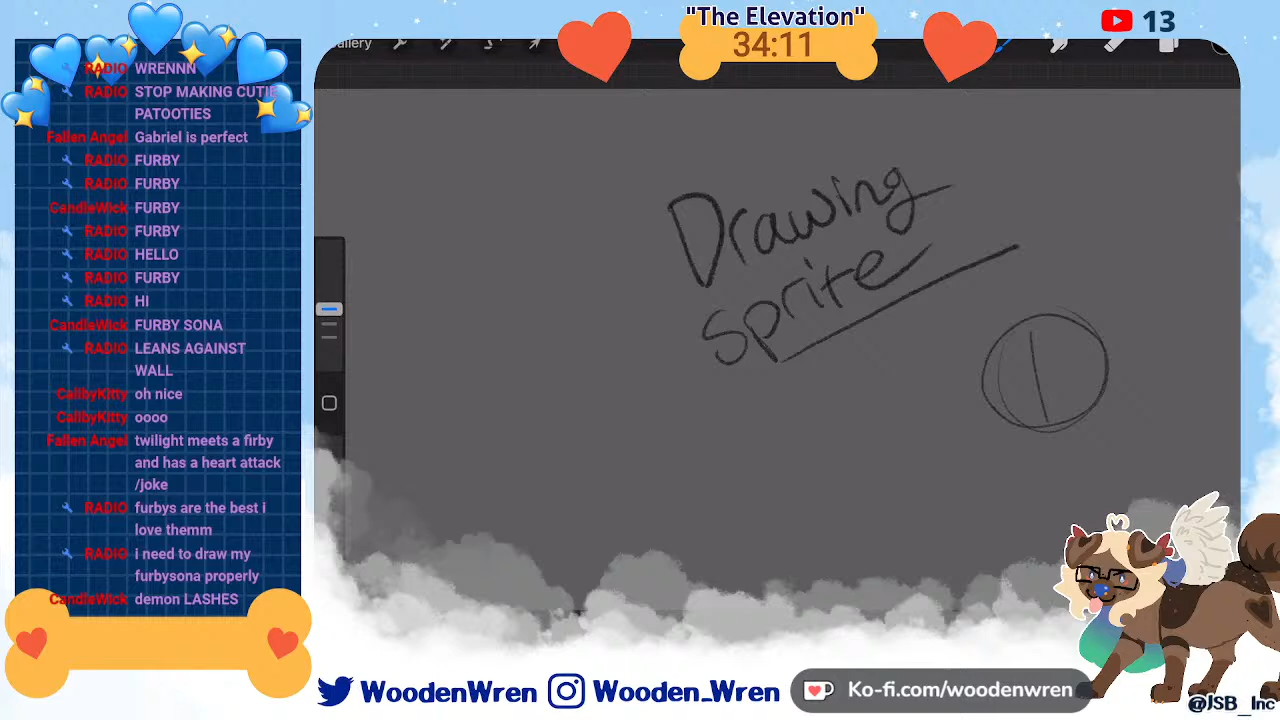 "The Elevation"
34:11
13
allery
RADIO WRENNN
RADIO STOP MAKING CUTIE
PATOOTIES
Fallen Angel Gabriel is perfect
RADIO FURBY
RADIO FURBY
CandleWick FURBY
RADIO FURBY
RADIO HELLO
RADIO FURBY
RADIO HI
CandleWick FURBY SONA
RADIO LEANS AGAINST
WALL
CalibyKitty oh nice
CalibyKitty oooo
Fallen Angel twilight meets a firby
and has a heart attack
/joke
RADIO furbys are the best i
love themm
RADIO i need to draw my
furbysona properly
CandleWick demon LASHES
Drawing
sprite
WoodenWren
Wooden_Wren
Ko-fi.com/woodenwren
@JSB_Inc